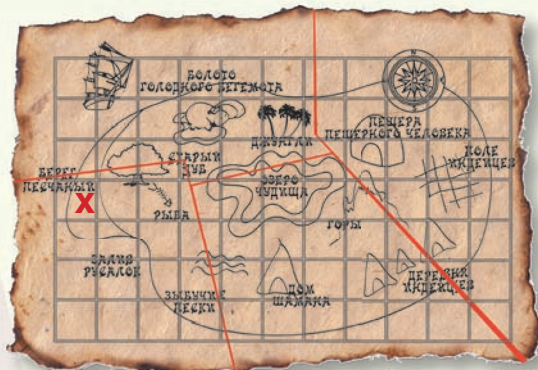 N
БОЛОТО
ГОЛОДНОГО БЕГЕМОТА
ПЕЩЕРА
ПЕЩЕРНОГО ЧЕЛОВЕКА
ДЖУНГЛИ
ПОЛЕ
ИНДЕЙЦЕВ
СТАРЫЙ
ДУБ
БЕРЕГ
ПЕСЧАНЫЙ
ОЗЕРО
ЧУДИЩА
X
РЫБА
ГОРЫ
ЗАЛИВ
РУСАЛОК
ДЕРЕВНЯ
ИНДЕЙЦЕВ
ЗЫБУЧИЕ
ПЕСКИ
ДОМ
ШАМАНА